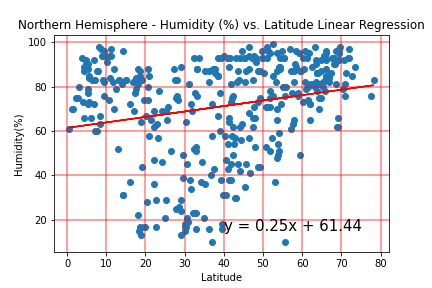 Northern Hemisphere - Humidity (%) vs. Latitude Linear Regression
100
80
60
40
20
Humidity(%)
y = 0.25x + 61.44
0 10 20 30 40 50 60 70 80
Latitude